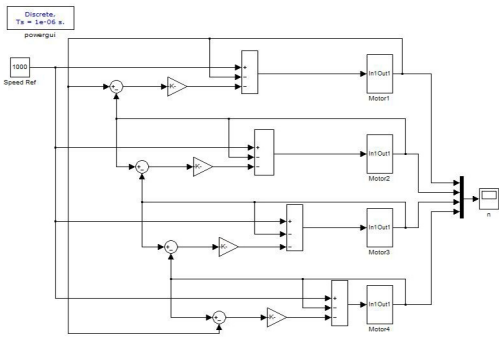 Discrete,
Ts = 1e-06 s.
powergui
1000
Speed Ref
-K-
In1Out1
Motor1
-K-
In1Out1
Motor2
-K-
In1Out1
Motor3
-K-
In1Out1
Motor4
n